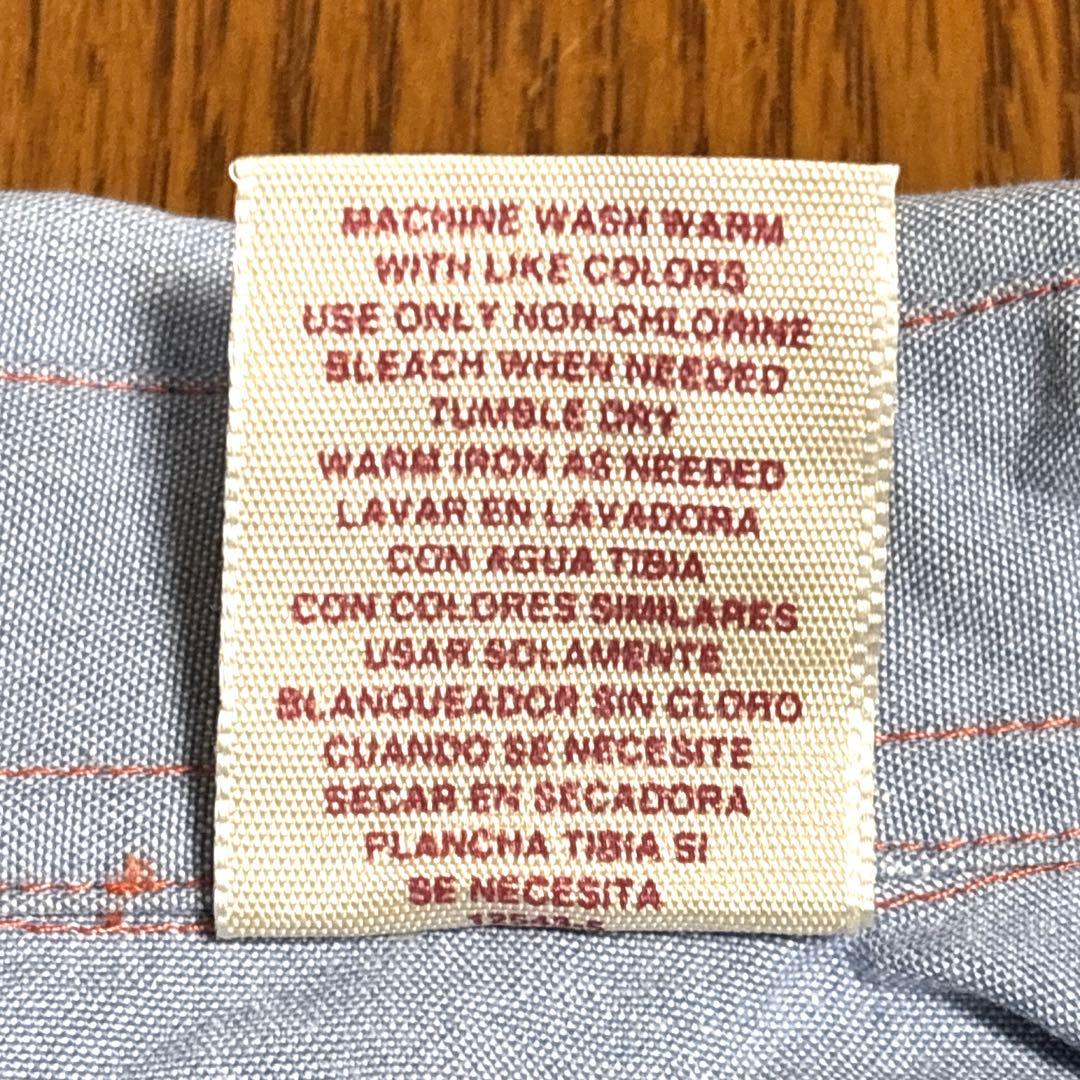 MACHINE WASH WARM
WITH LIKE COLORS
USE ONLY NON-CHLORINE
BLEACH WHEN NEEDED
TUMBLE DRY
WARM IRON AS NEEDED
LAVAR EN LAVADORA
CON AGUA TIBIA
CON COLORES SIMILARES
USAR SOLAMENTE
BLANQUEADOR SIN CLORO
CUANDO SE NECESITE
SECAR EN SECADORA
PLANCHA TIBIA SI
SE NECESITA